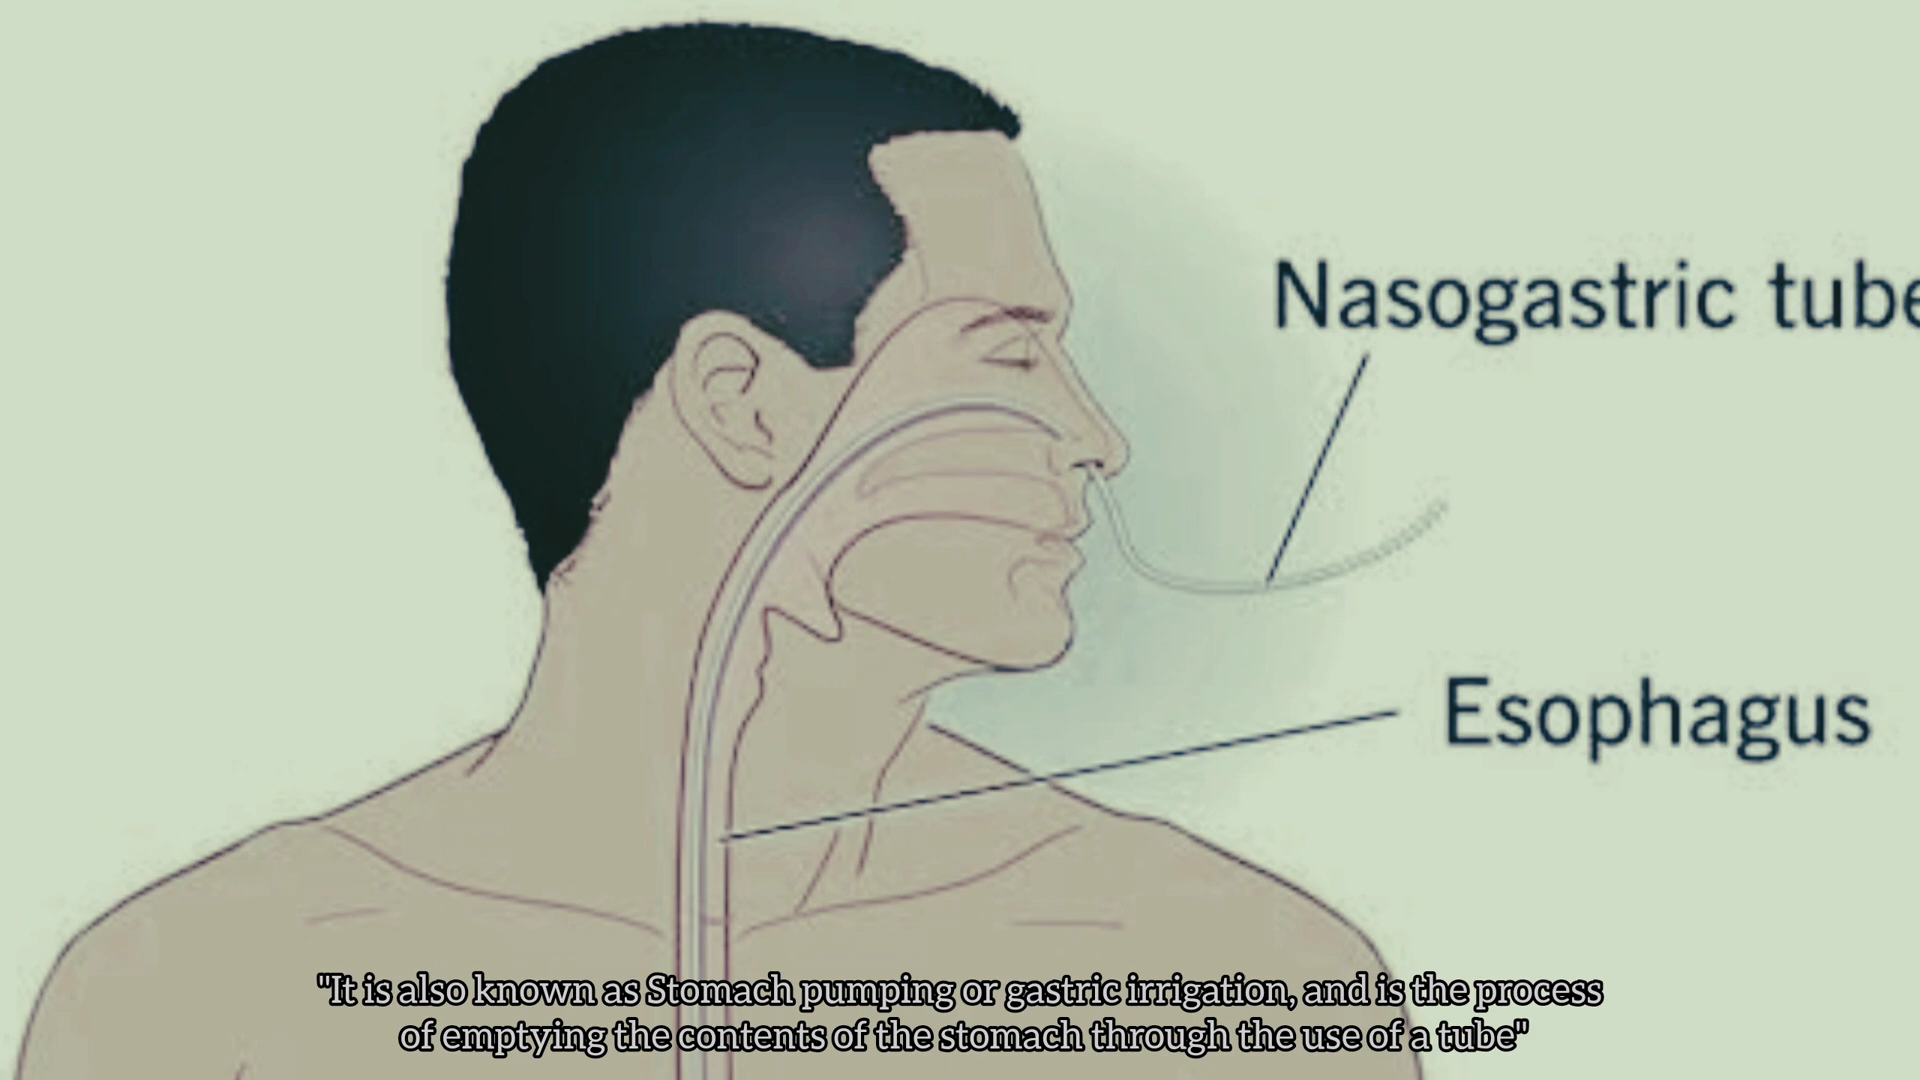 Nasogastric tube
Esophagus
"It is also known as Stomach pumping or gastric irrigation, and is the process
of emptying the contents of the stomach through the use of a tube"